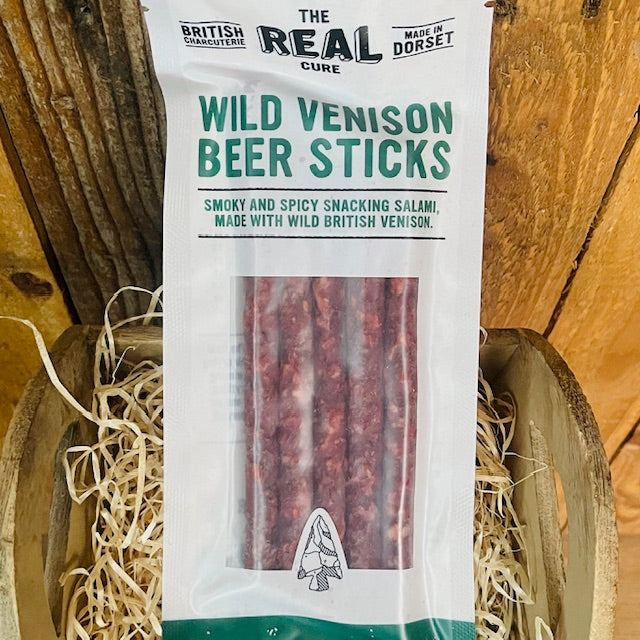 BRITISH
CHARCUTERIE
THE
REAL
CURE
MADE IN
DORSET
WILD VENISON
BEER STICKS
SMOKY AND SPICY SNACKING SALAMI,
MADE WITH WILD BRITISH VENISON.